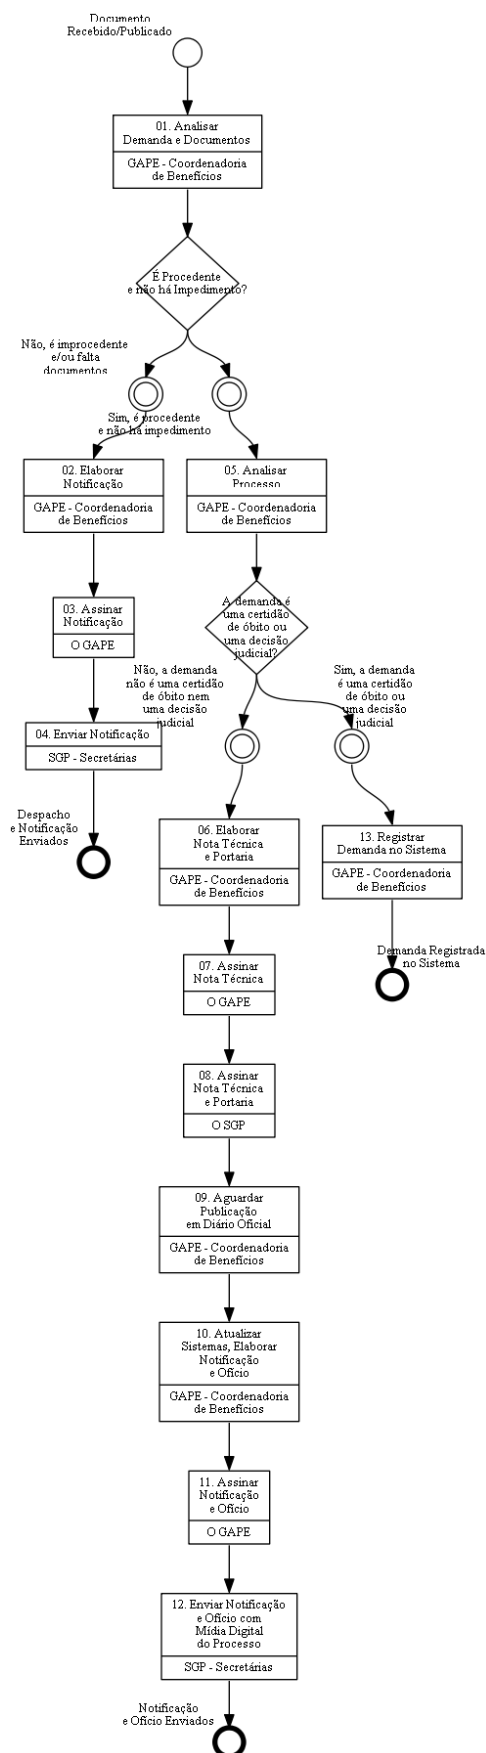 Documento
Recebido/Publicado
01. Analisar
Demanda e Documentos
GAPE - Coordenadoria
de Benefícios
É Procedente
e não há Impedimento?
Não, é improcedente
e/ou falta
documentos
Sim, é procedente
e não há impedimento
02. Elaborar
Notificação
GAPE - Coordenadoria
de Benefícios
05. Analisar
Processo
GAPE - Coordenadoria
de Benefícios
03. Assinar
Notificação
O GAPE
A demanda é
uma certidão
de óbito ou
uma decisão
judicial?
04. Enviar Notificação
SGP - Secretárias
Não, a demanda
não é uma certidão
de óbito nem
uma decisão
judicial
Sim, a demanda
é uma certidão
de óbito ou
uma decisão
judicial
Despacho
e Notificação
Enviados
06. Elaborar
Nota Técnica
e Portaria
GAPE - Coordenadoria
de Benefícios
13. Registrar
Demanda no Sistema
GAPE - Coordenadoria
de Benefícios
Demanda Registrada
no Sistema
07. Assinar
Nota Técnica
O GAPE
08. Assinar
Nota Técnica
e Portaria
O SGP
09. Aguardar
Publicação
em Diário Oficial
GAPE - Coordenadoria
de Benefícios
10. Atualizar
Sistemas, Elaborar
Notificação
e Ofício
GAPE - Coordenadoria
de Benefícios
11. Assinar
Notificação
e Ofício
O GAPE
12. Enviar Notificação
e Ofício com
Mídia Digital
do Processo
SGP - Secretárias
Notificação
e Ofício Enviados